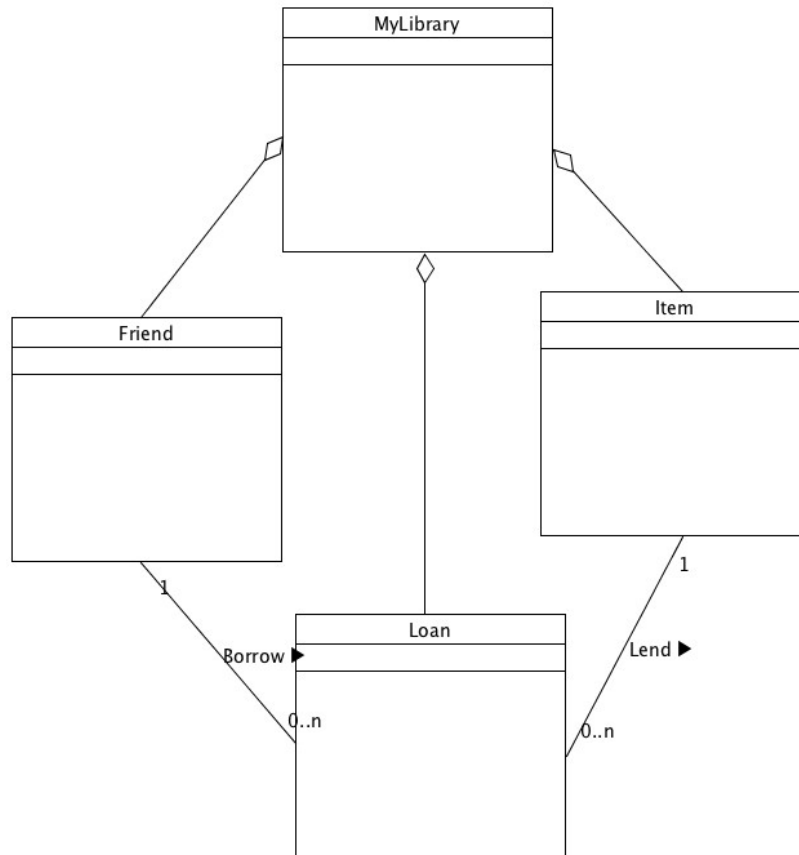 MyLibrary
Friend
Item
1
1
Loan
Borrow ▶
Lend ▶
0..n
0..n